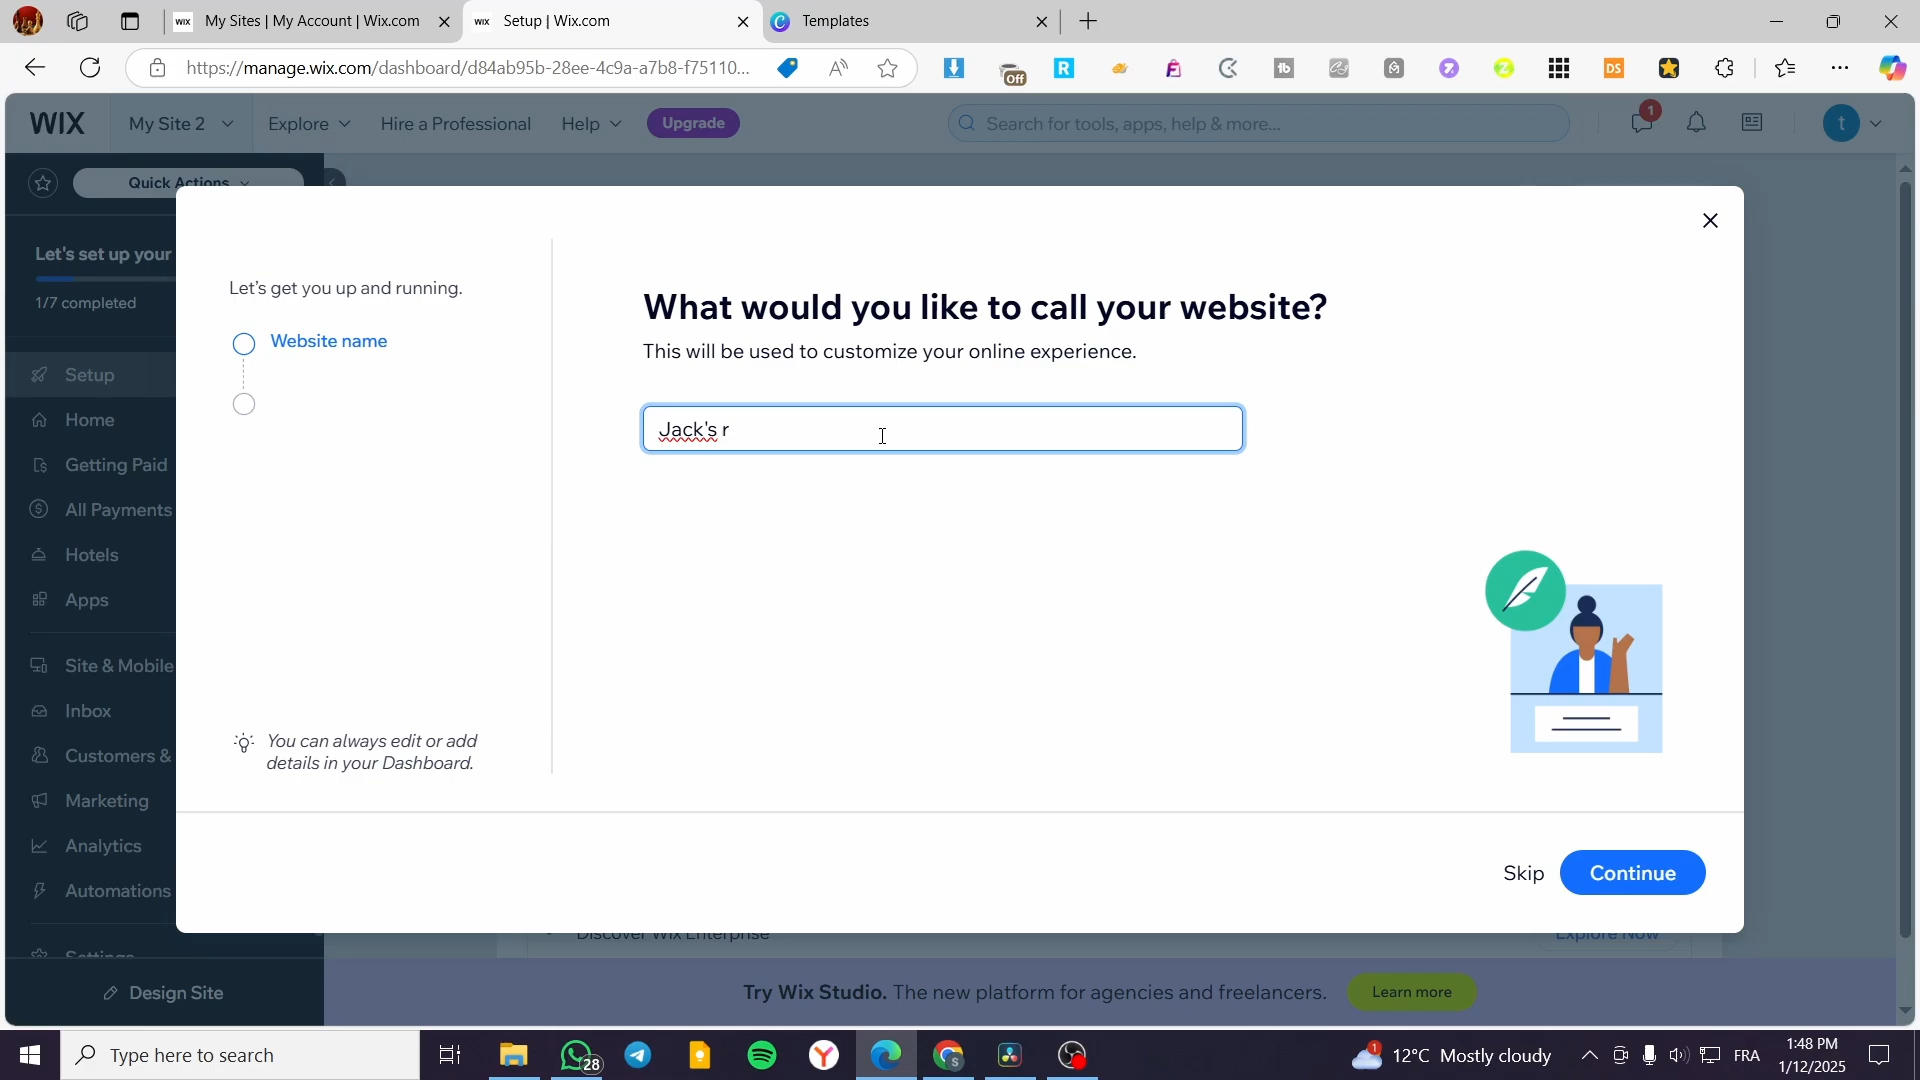 My Sites | My Account | Wix.com
Setup | Wix.com
Templates
https://manage.wix.com/dashboard/d84ab95b-28ee-4c9a-a7b8-f75110...
Off
WIX
My Site 2
Explore
Hire a Professional
Help
Upgrade
Search for tools, apps, help & more...
1
t
Quick Actions
Let's set up your
1/7 completed
Setup
Home
Getting Paid
All Payments
Hotels
Apps
Site & Mobile
Inbox
Customers &
Marketing
Analytics
Automations
Settings
Design Site
Let's get you up and running.
Website name
You can always edit or add
details in your Dashboard.
What would you like to call your website?
This will be used to customize your online experience.
Jack's r
Skip
Continue
Discover Wix Enterprise
Explore Now
Try Wix Studio. The new platform for agencies and freelancers.
Learn more
Type here to search
28
1
12°C Mostly cloudy
FRA
1:48 PM
1/12/2025